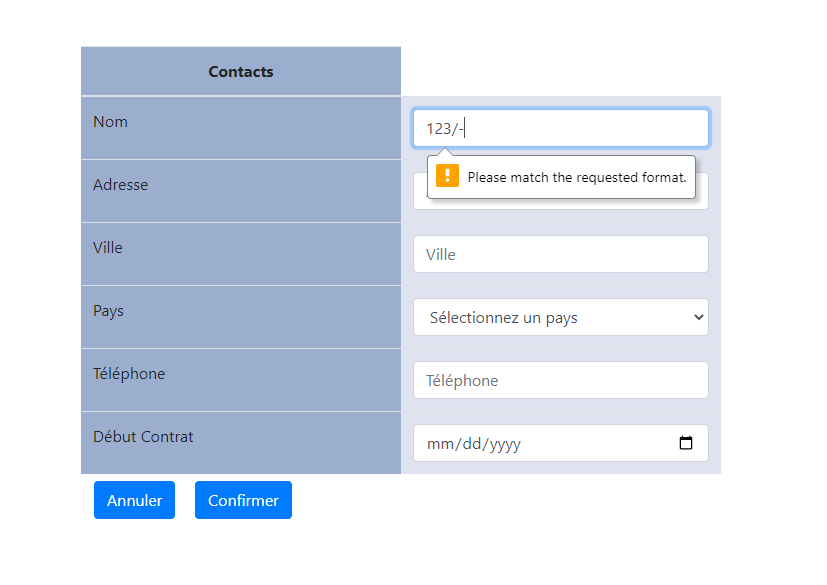 Contacts
Nom
123/-
Please match the requested format.
Adresse
Ville
Ville
Pays
Sélectionnez un pays
Téléphone
Téléphone
Début Contrat
mm/dd/yyyy
Annuler
Confirmer